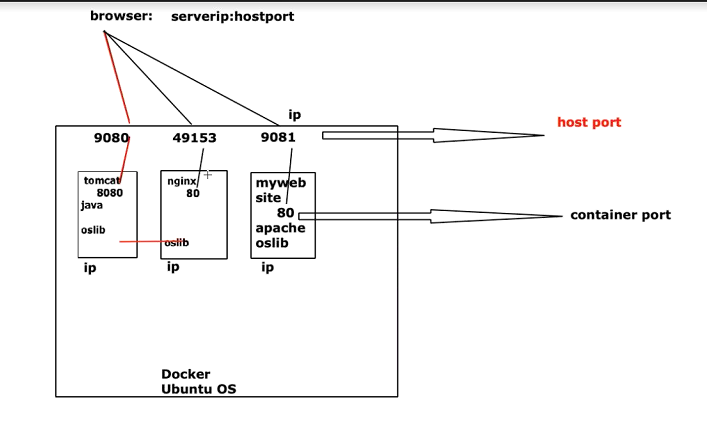 browser: serverip:hostport
ip
host port
9080 49153 9081
tomcat
8080
java
oslib
ip
nginx
80
oslib
ip
myweb
site
80
apache
oslib
ip
container port
Docker
Ubuntu OS